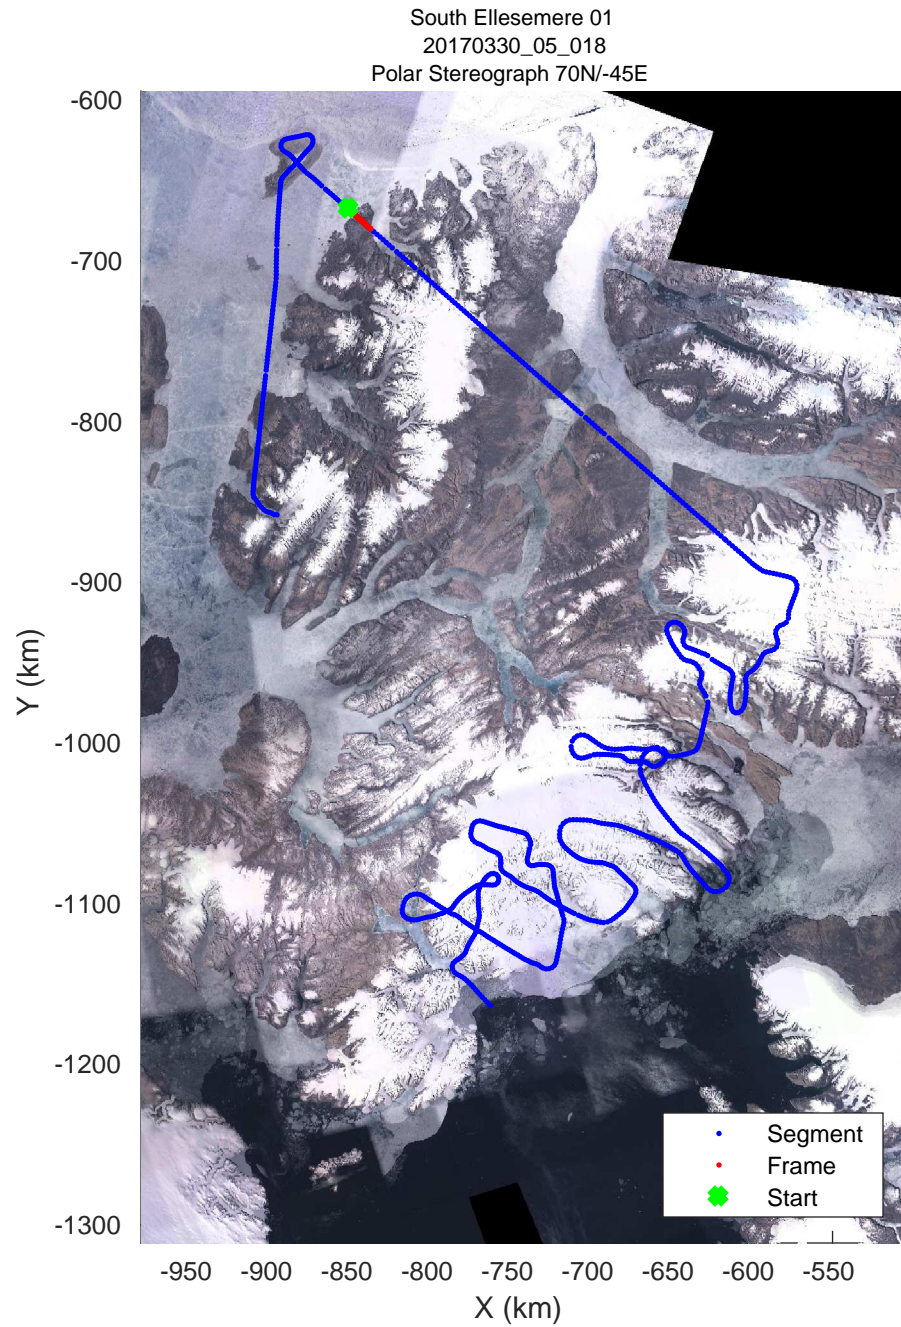 South Ellesemere 01
20170330_05_018
Polar Stereograph 70N/-45E
-600
-700
-800
-900
-1000
-1100
-1200
-1300
Y (km)
Segment
Frame
Start
-950 -900 -850 -800 -750 -700 -650 -600 -550
X (km)